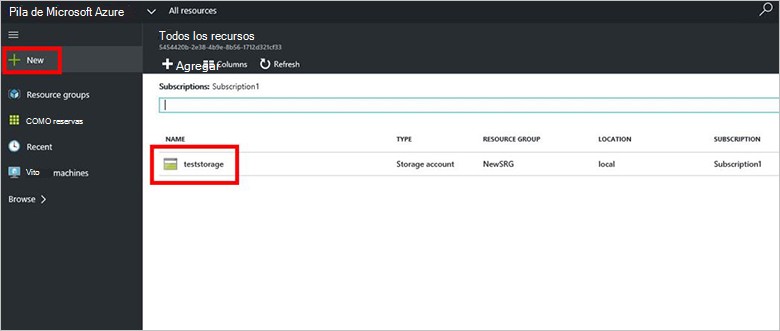 Pila de Microsoft Azure
All resources
New
Resource groups
COMO reservas
Recent
Vito machines
Browse
Todos los recursos
5454420b-2e38-4b9e-8b56-1712d321cf33
Agregar Columns Refresh
Subscriptions: Subscription1
NAME TYPE RESOURCE GROUP LOCATION SUBSCRIPTION
teststorage Storage account NewSRG local Subscription1